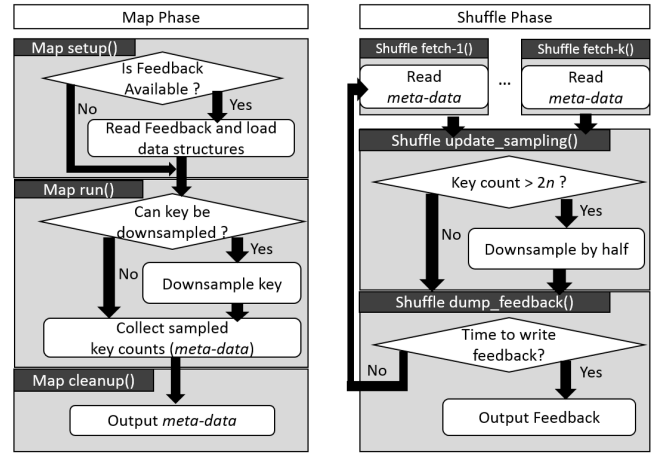 Map Phase
Map setup()
Is Feedback
Available ?
No
Yes
Read Feedback and load
data structures
Map run()
Can key be
downsampled ?
Yes
No
Downsample key
Collect sampled
key counts (meta-data)
Map cleanup()
Output meta-data
Shuffle Phase
Shuffle fetch-1()
Shuffle fetch-k()
Read
meta-data
...
Read
meta-data
Shuffle update_sampling()
Key count > 2n ?
Yes
No
Downsample by half
Shuffle dump_feedback()
Time to write
feedback?
No
Yes
Output Feedback